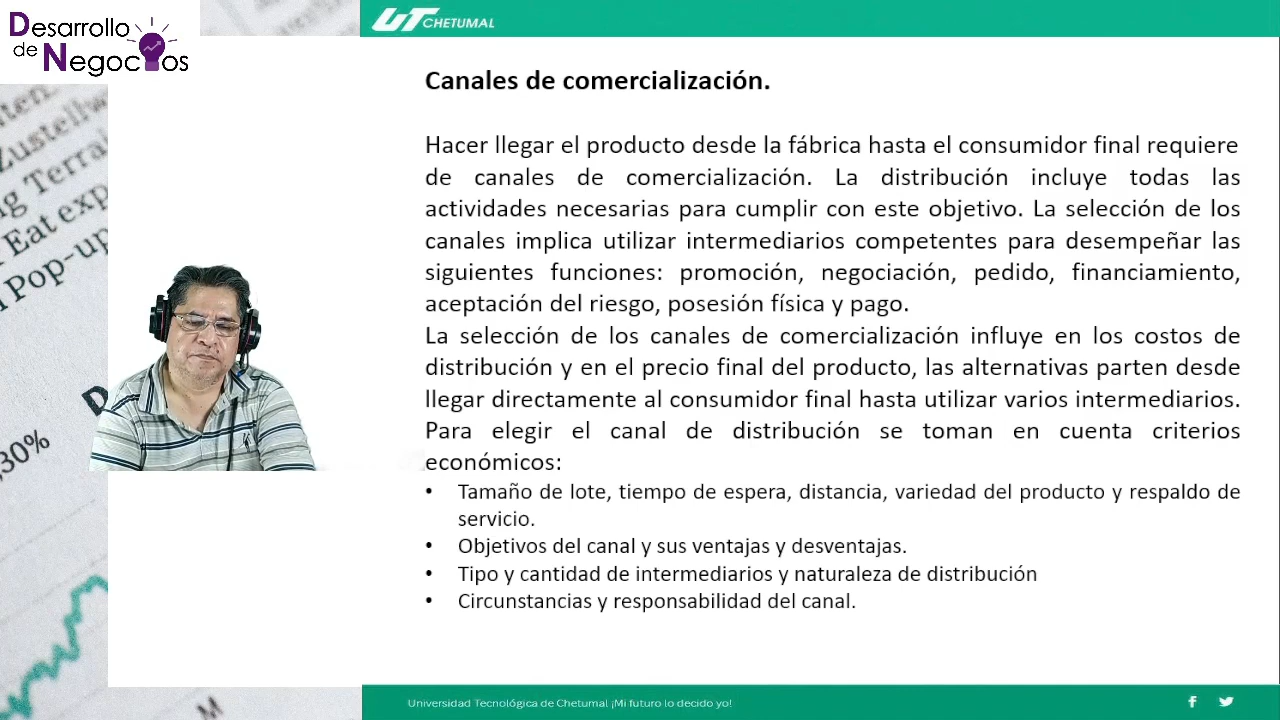 Desarrollo
de Negocios
UT CHETUMAL
Canales de comercialización.
Hacer llegar el producto desde la fábrica hasta el consumidor final requiere
de canales de comercialización. La distribución incluye todas las
actividades necesarias para cumplir con este objetivo. La selección de los
canales implica utilizar intermediarios competentes para desempeñar las
siguientes funciones: promoción, negociación, pedido, financiamiento,
aceptación del riesgo, posesión física y pago.
La selección de los canales de comercialización influye en los costos de
distribución y en el precio final del producto, las alternativas parten desde
llegar directamente al consumidor final hasta utilizar varios intermediarios.
Para elegir el canal de distribución se toman en cuenta criterios
económicos:
• Tamaño de lote, tiempo de espera, distancia, variedad del producto y respaldo de
servicio.
• Objetivos del canal y sus ventajas y desventajas.
• Tipo y cantidad de intermediarios y naturaleza de distribución
• Circunstancias y responsabilidad del canal.
Zustell
ng Terra
Eat exp
Pop-up
D
,30%
M
Universidad Tecnológica de Chetumal ¡Mi futuro lo decido yo!